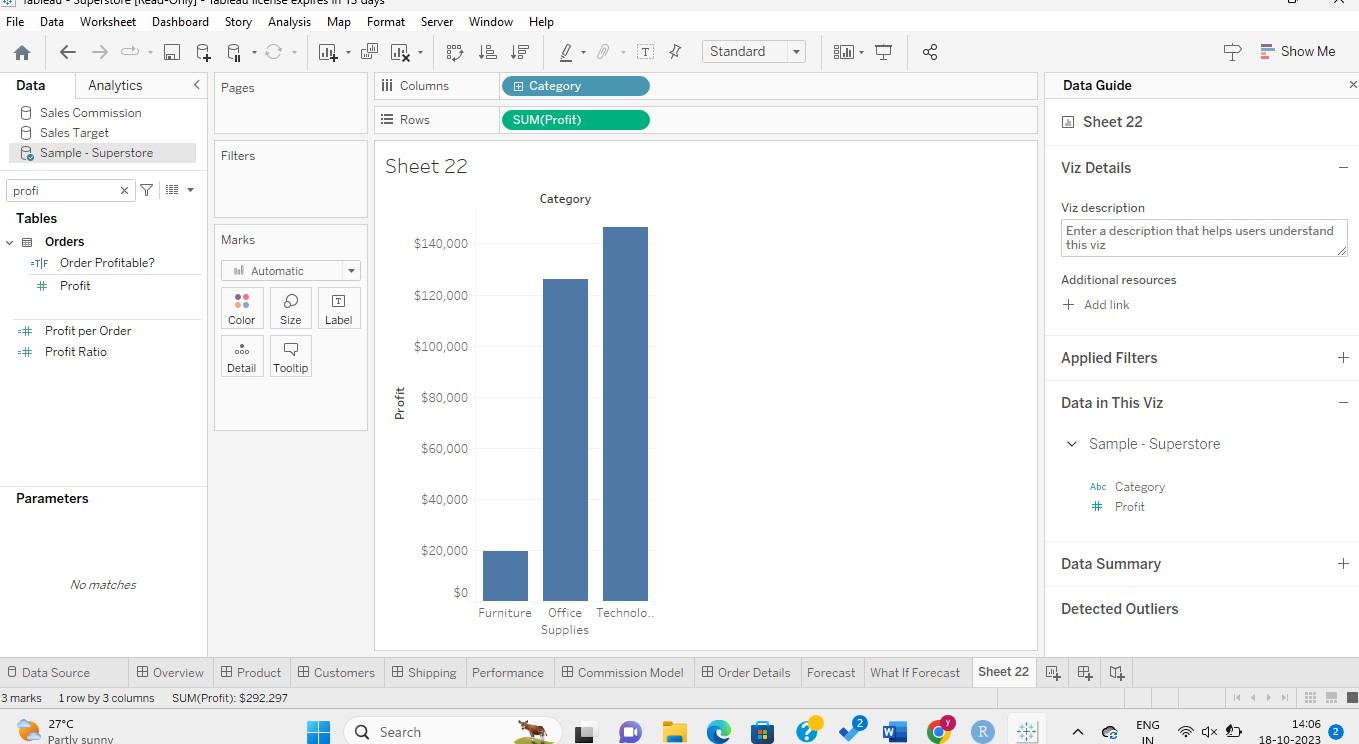 Tableau - Superstore [Read-Only] - Tableau license expires in 13 days
File Data Worksheet Dashboard Story Analysis Map Format Server Window Help
Standard
Show Me
Data Analytics
Sales Commission
Sales Target
Sample - Superstore
profi
Tables
Orders
=T|F Order Profitable?
# Profit
=# Profit per Order
=# Profit Ratio
Parameters
No matches
Pages
Filters
Marks
Automatic
Color Size Label
Detail Tooltip
Columns Category
Rows SUM(Profit)
Sheet 22
Category
Profit
$140,000
$120,000
$100,000
$80,000
$60,000
$40,000
$20,000
$0
Furniture Office Supplies Technolo..
Data Guide
Sheet 22
Viz Details
Viz description
Enter a description that helps users understand
this viz
Additional resources
Add link
Applied Filters
Data in This Viz
Sample - Superstore
Abc Category
# Profit
Data Summary
Detected Outliers
Data Source Overview Product Customers Shipping Performance Commission Model Order Details Forecast What If Forecast Sheet 22
3 marks 1 row by 3 columns SUM(Profit): $292,297
27°C
Partly sunny
Search
2
W
y
R
ENG
IN
14:06
18-10-2023
2